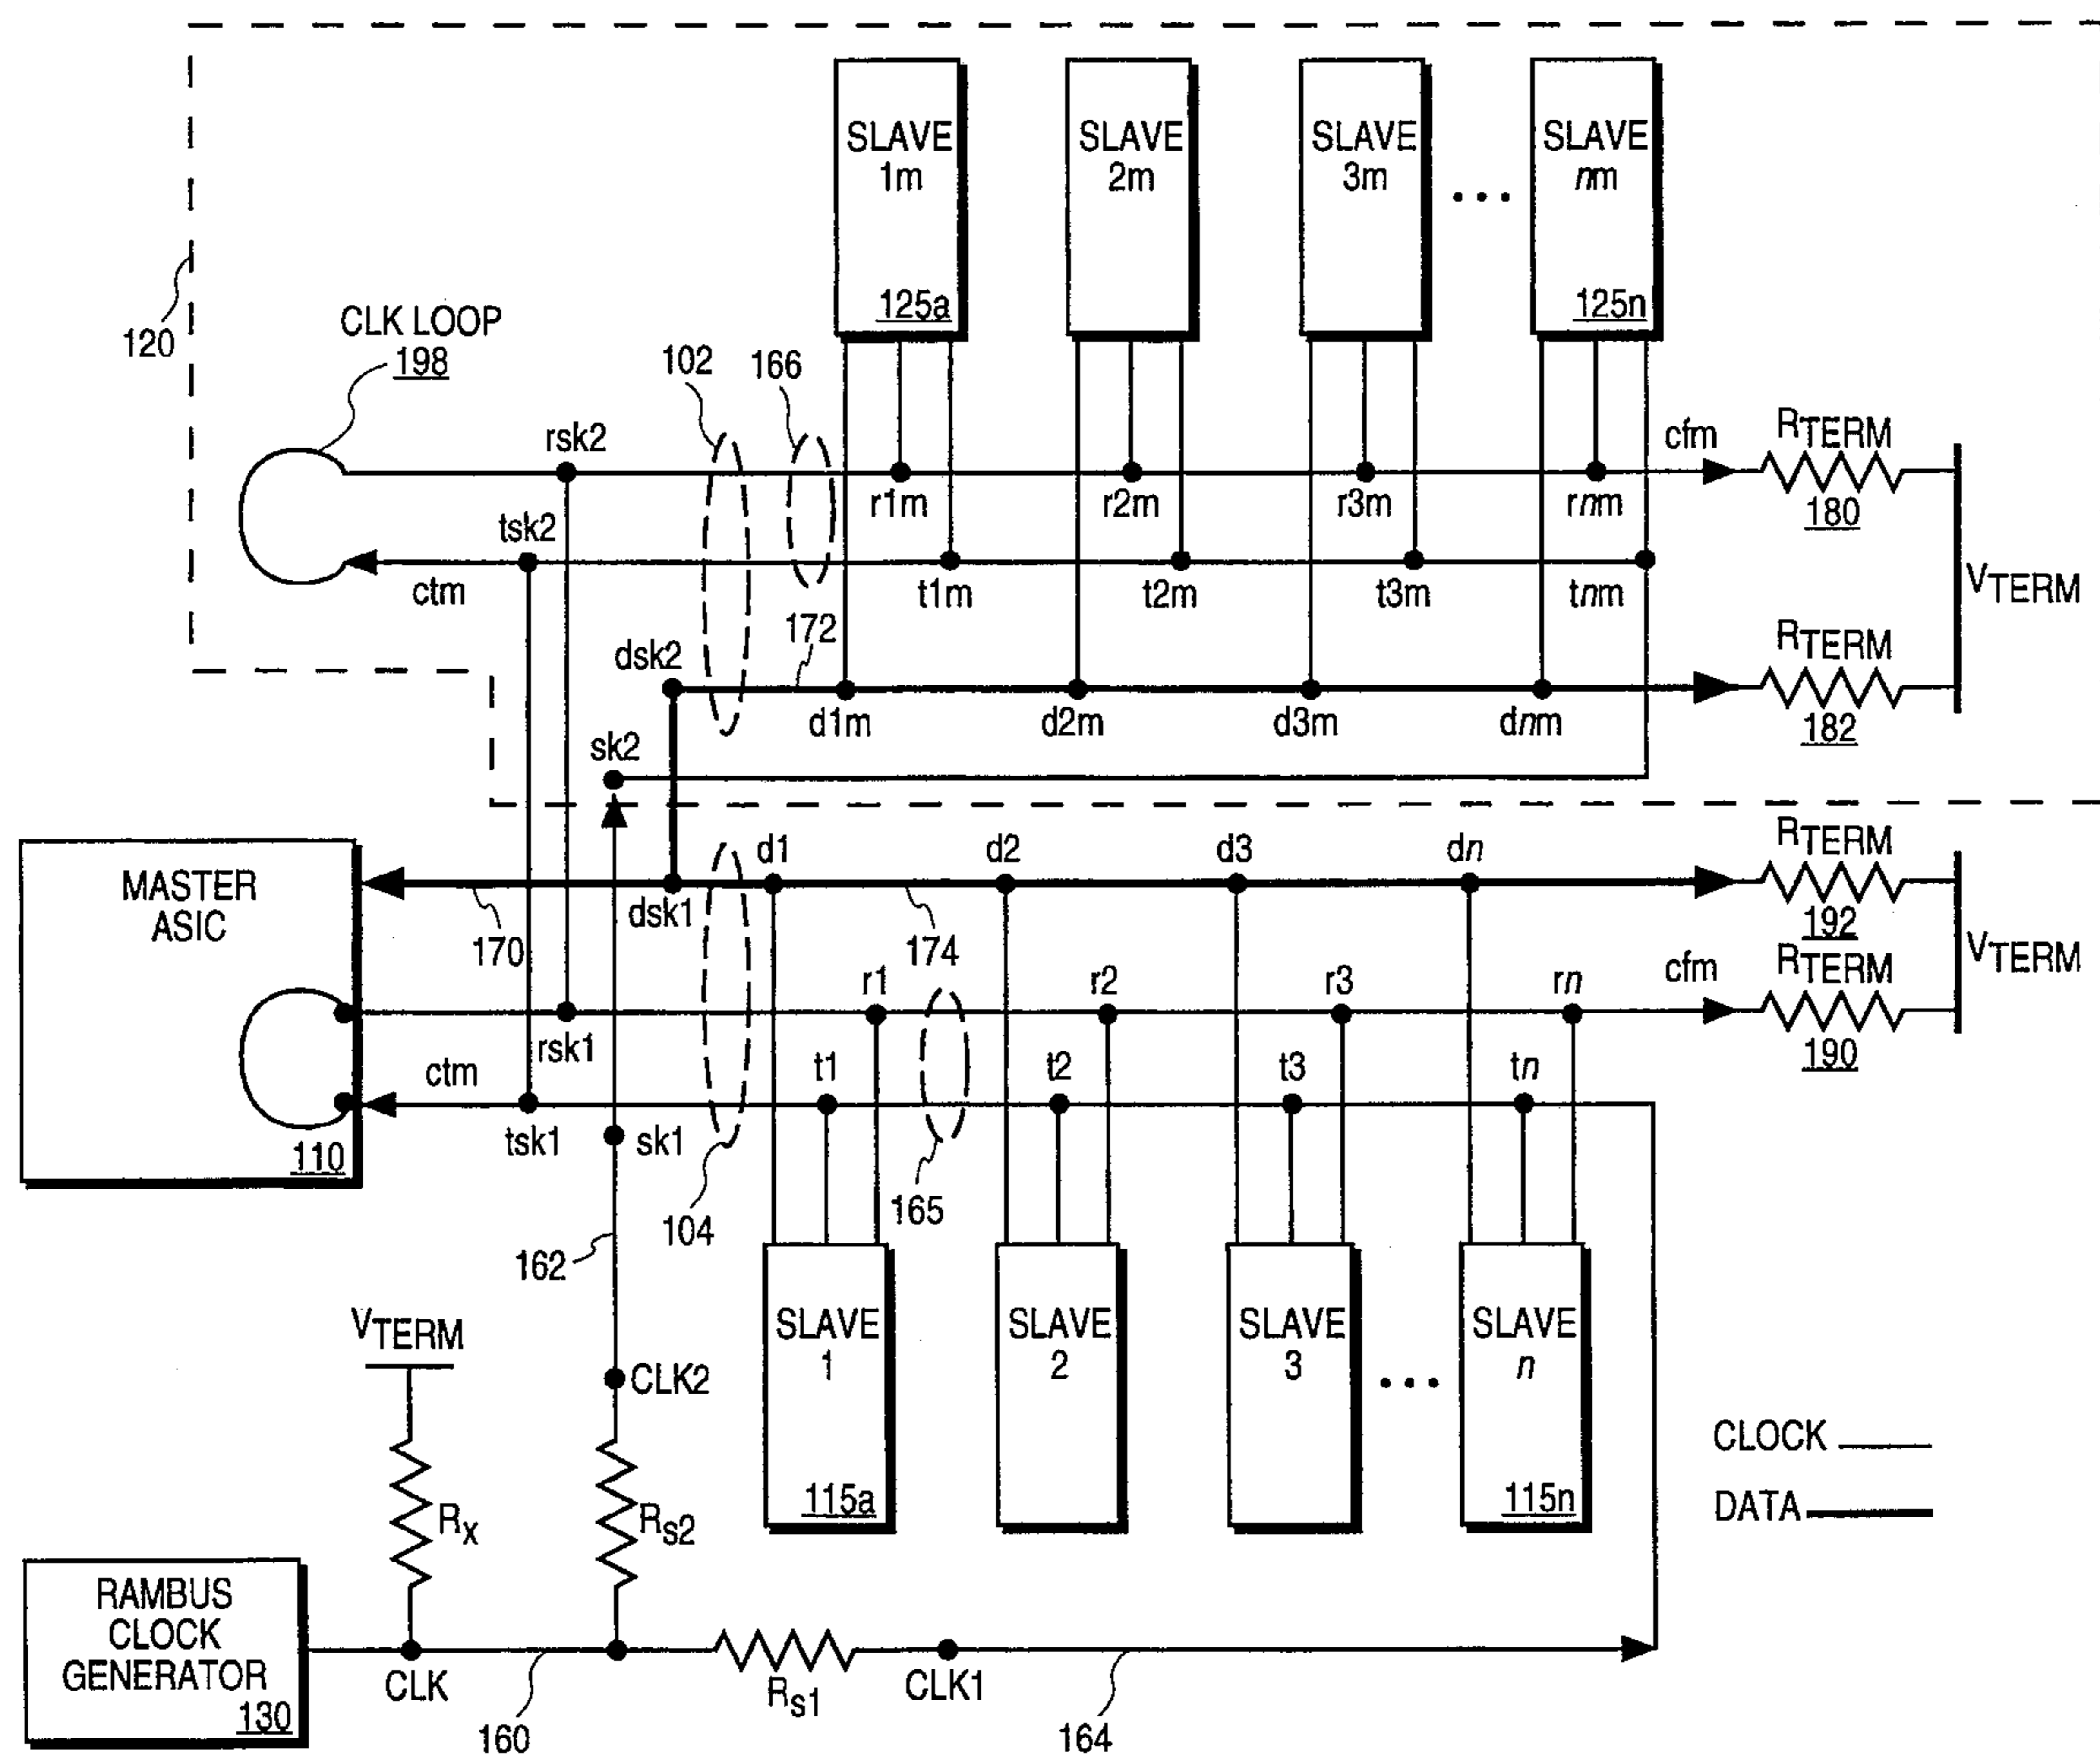 SLAVE
1m
125a
SLAVE
2m
SLAVE
3m
...
SLAVE
nm
125n
120
CLK LOOP
198
102
166
rsk2
r1m
r2m
r3m
rnm
cfm
RTERM
180
tsk2
ctm
t1m
t2m
t3m
tnm
VTERM
172
dsk2
d1m
d2m
d3m
dnm
RTERM
182
sk2
MASTER
ASIC
110
170
dsk1
d1
d2
d3
dn
174
RTERM
192
VTERM
rsk1
r1
r2
r3
rn
cfm
RTERM
190
ctm
tsk1
sk1
t1
t2
t3
tn
104
165
162
VTERM
CLK2
SLAVE
1
115a
SLAVE
2
SLAVE
3
...
SLAVE
n
115n
CLOCK
DATA
Rx
Rs2
RAMBUS
CLOCK
GENERATOR
130
CLK
160
Rs1
CLK1
164